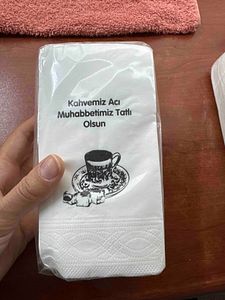 Kahvemiz Acı
Muhabbetimiz Tatlı
Olsun